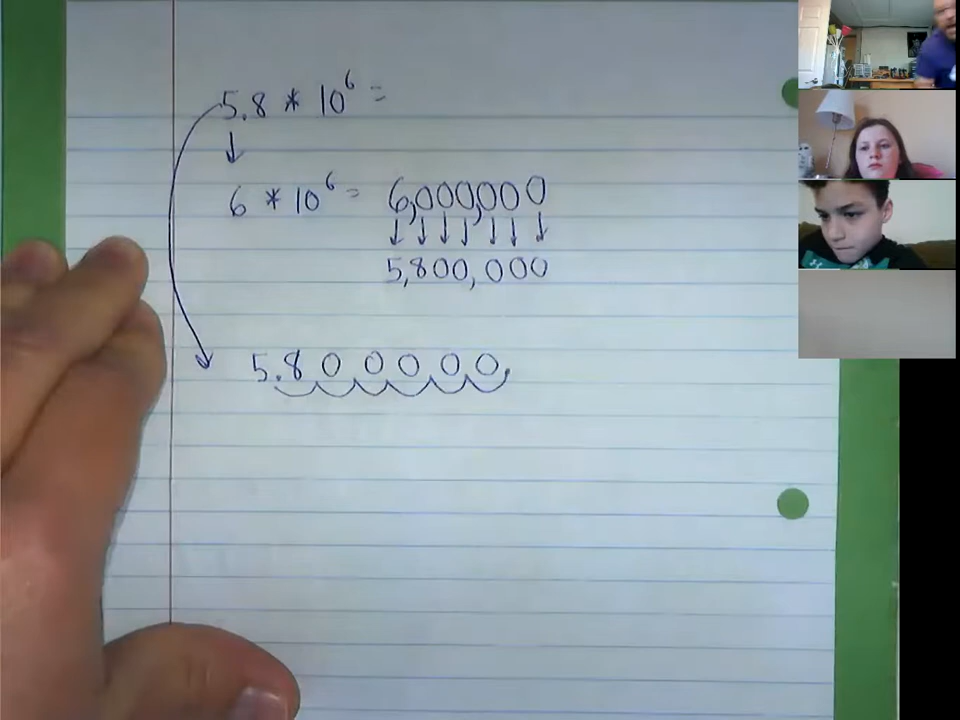 5.8 * 10⁶ =
6 * 10⁶ = 6,000,000
5,800,000
5.800000.